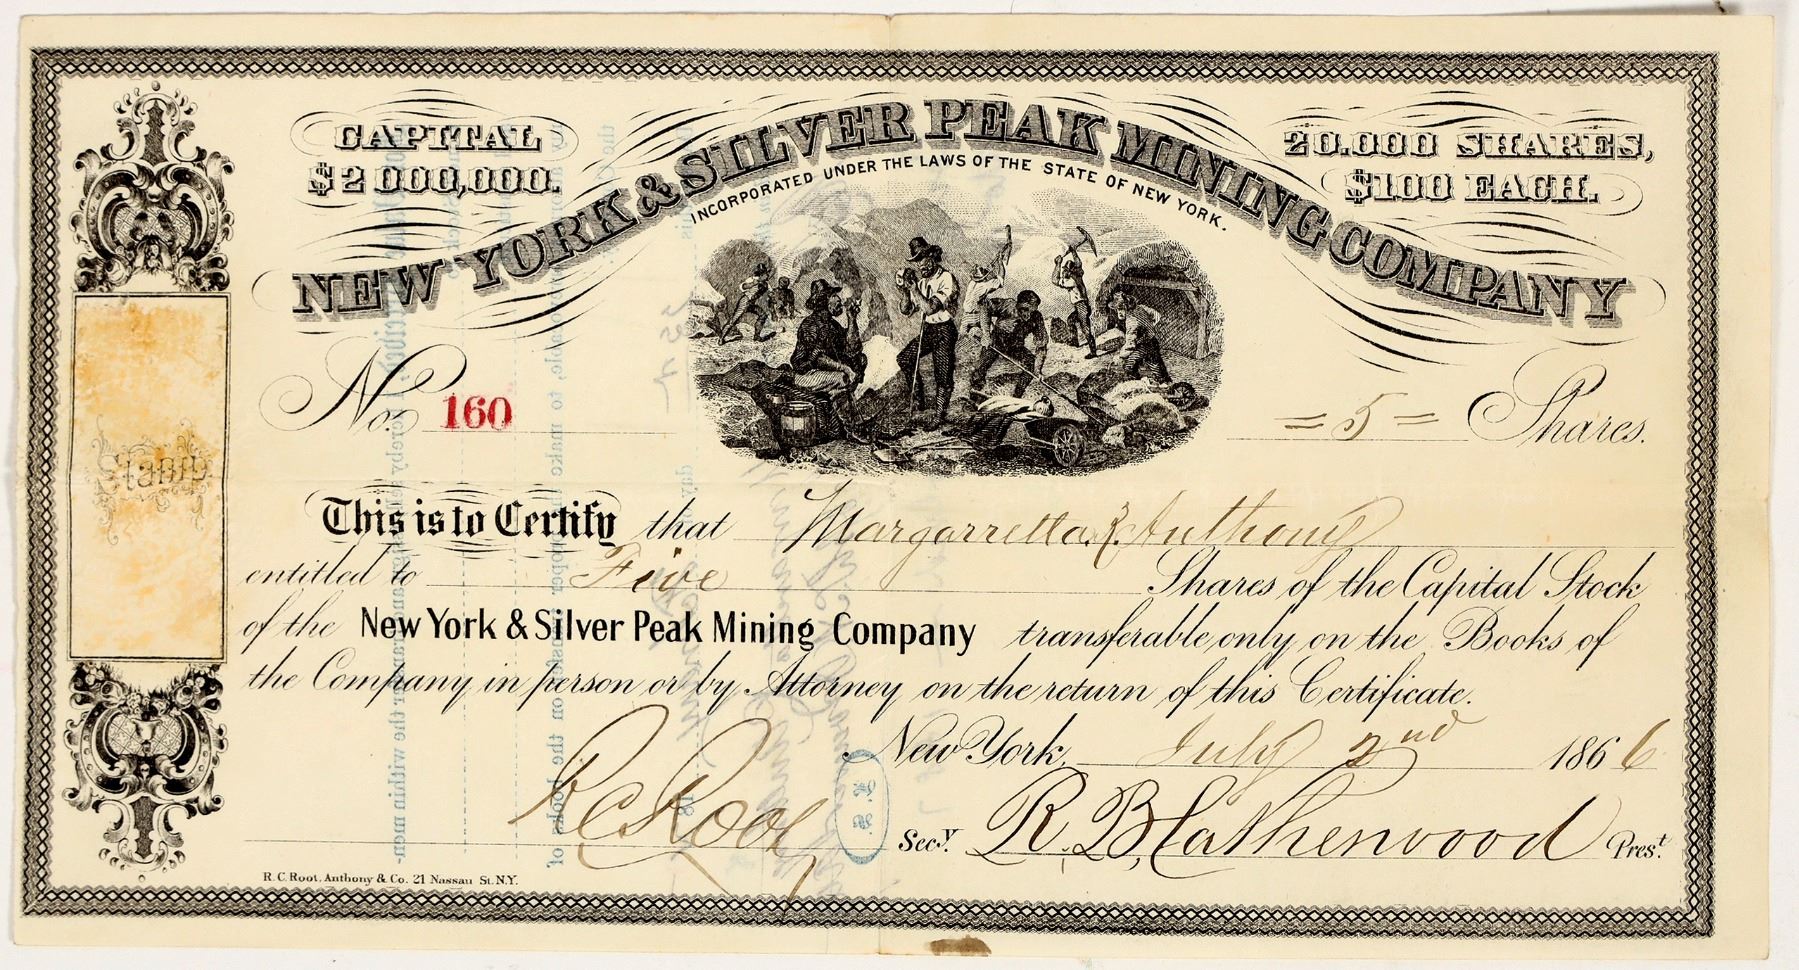 CAPITAL
$2000,000.
NEW YORK & SILVER PEAK MINING COMPANY
INCORPORATED UNDER THE LAWS OF THE STATE OF NEW YORK.
20.000 SHARES,
$100 EACH.
No. 160
= 5 = Shares.
Stamp
This is to Certify that Margarretta R Anthony
entitled to Five Shares of the Capital Stock
of the New York & Silver Peak Mining Company transferable only on the Books of
the Company in person or by Attorney on the return of this Certificate.
New York, July 2nd 1866
R C Root Secy. R. B. Cathenwood Prest.
L. S.
R. C. Root, Anthony & Co. 21 Nassau St. N.Y.